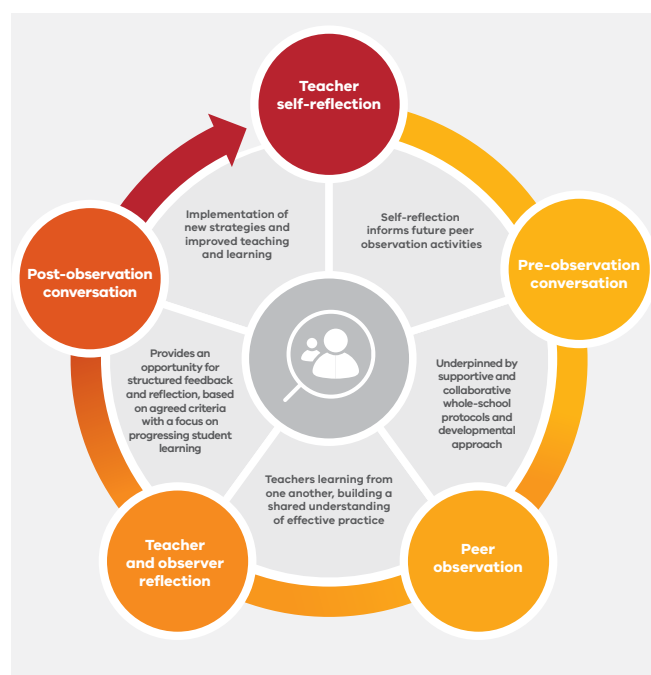 Teacher
self-reflection
Self-reflection
informs future peer
observation activities
Pre-observation
conversation
Underpinned by
supportive and
collaborative
whole-school
protocols and
developmental
approach
Peer
observation
Teachers learning from
one another, building a
shared understanding
of effective practice
Teacher
and observer
reflection
Provides an
opportunity for
structured feedback
and reflection, based
on agreed criteria
with a focus on
progressing student
learning
Post-observation
conversation
Implementation of
new strategies and
improved teaching
and learning